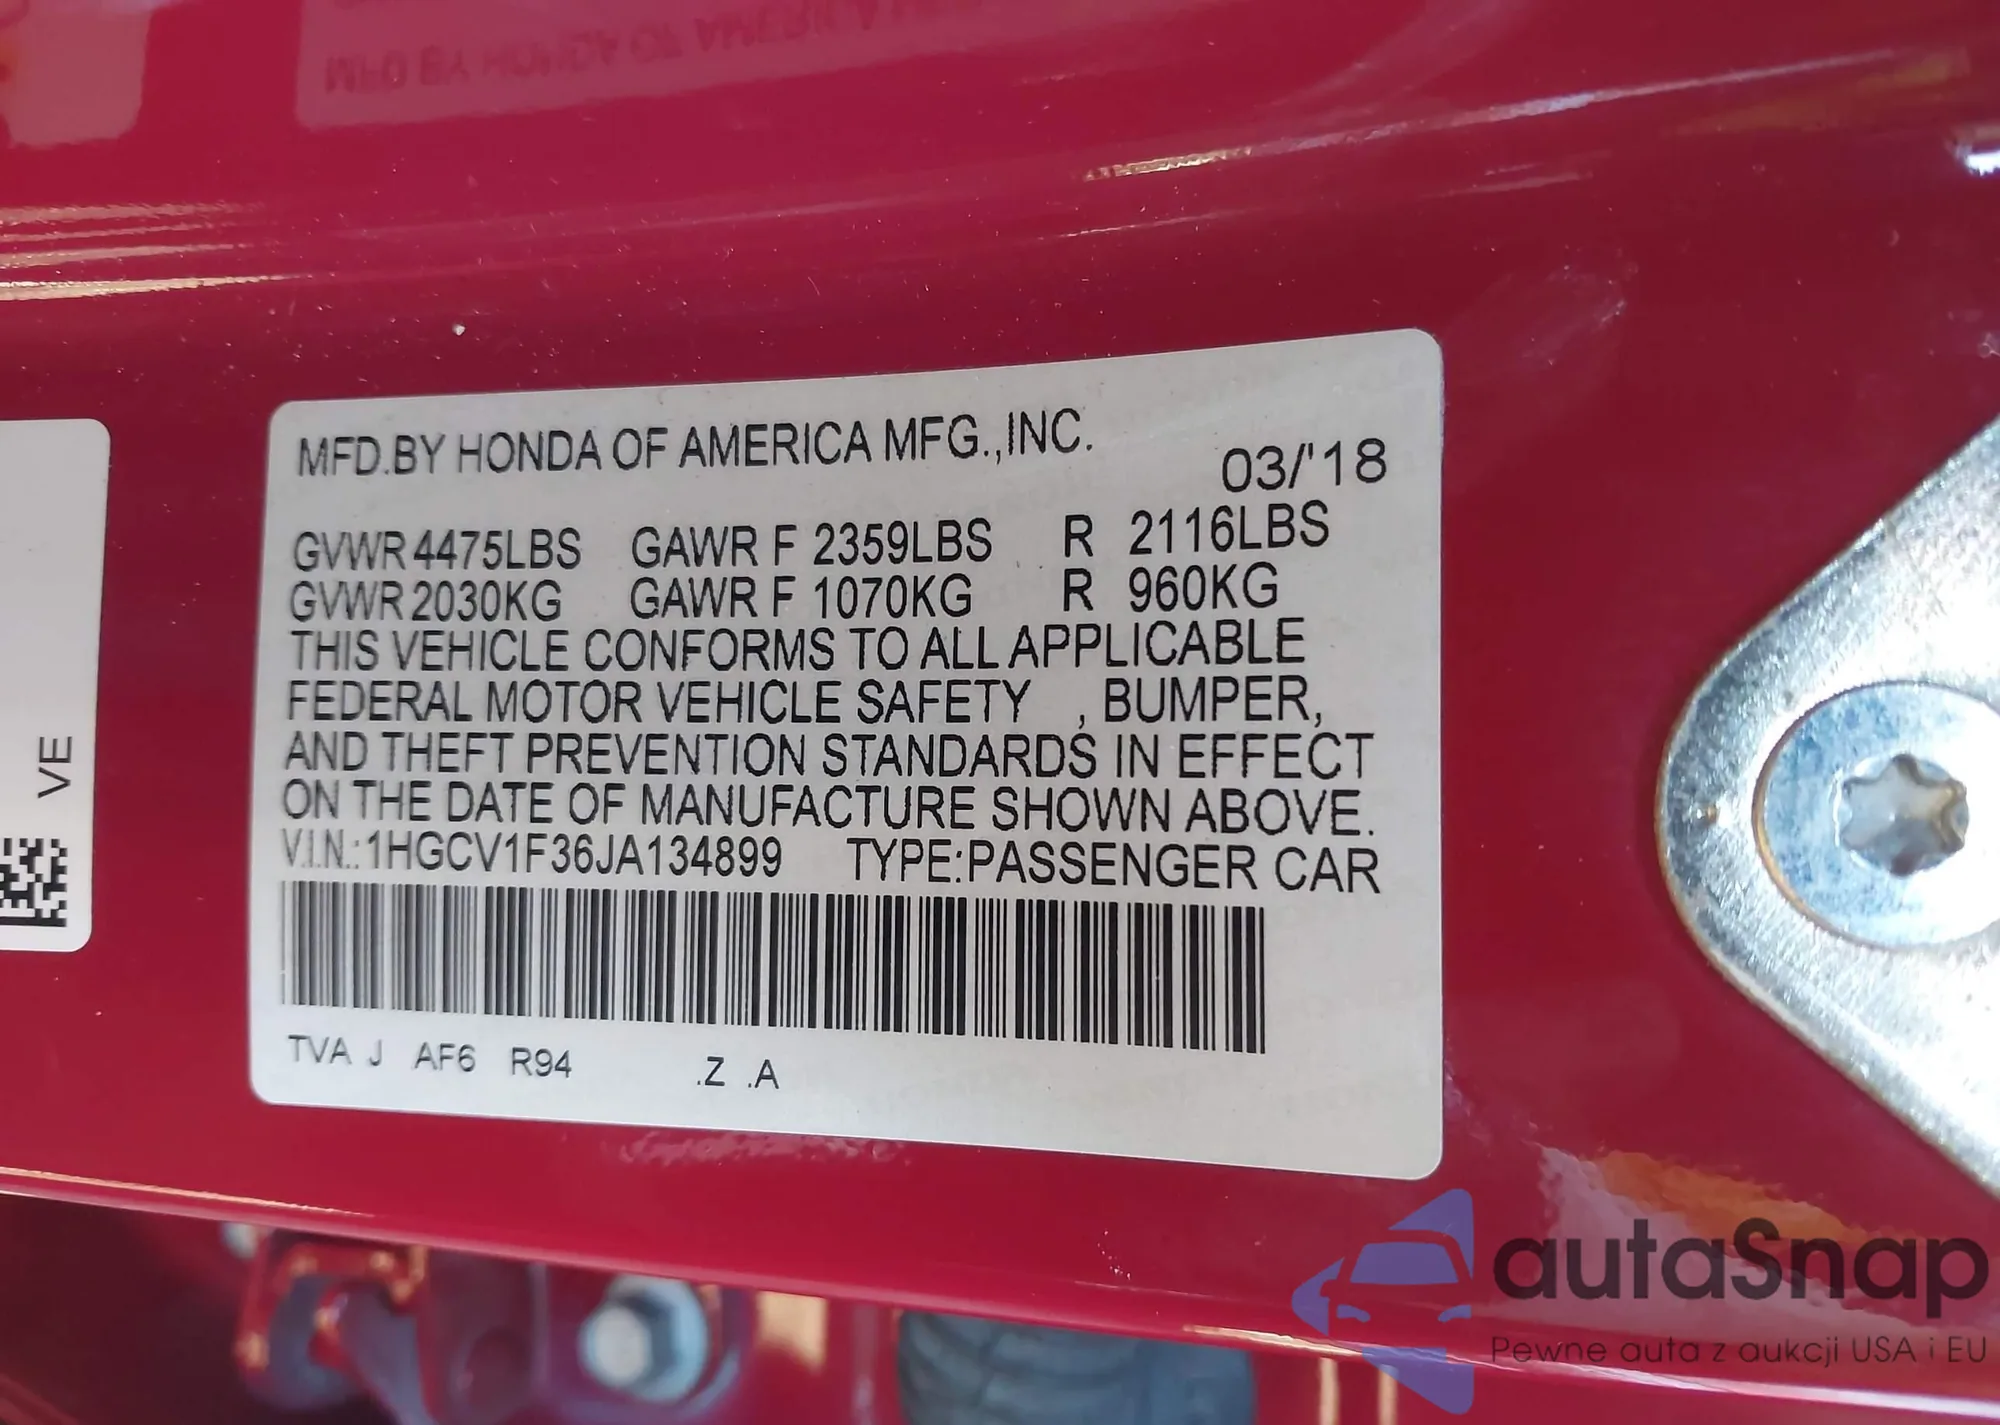 MFD.BY HONDA OF AMERICA MFG.,INC.
03/'18
GVWR 4475LBS GAWR F 2359LBS R 2116LBS
GVWR 2030KG GAWR F 1070KG R 960KG
THIS VEHICLE CONFORMS TO ALL APPLICABLE
FEDERAL MOTOR VEHICLE SAFETY , BUMPER,
AND THEFT PREVENTION STANDARDS IN EFFECT
ON THE DATE OF MANUFACTURE SHOWN ABOVE.
V.I.N.:1HGCV1F36JA134899 TYPE:PASSENGER CAR
TVA J AF6 R94 .Z .A
VE
autaSnap
Pewne auta z aukcji USA i EU